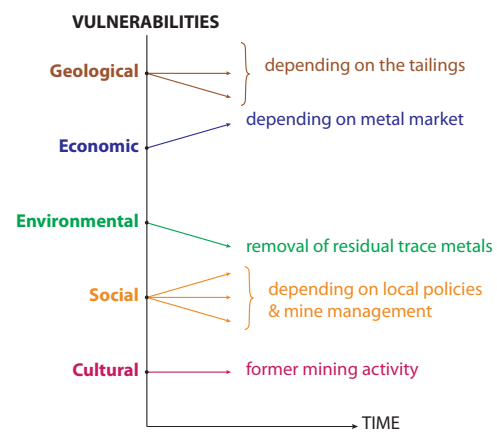 VULNERABILITIES
Geological
depending on the tailings
Economic
depending on metal market
Environmental
removal of residual trace metals
Social
depending on local policies
& mine management
Cultural
former mining activity
TIME